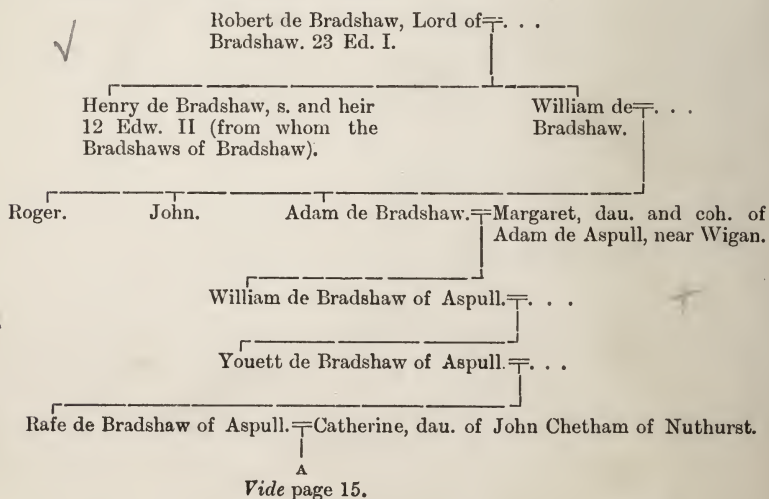 Robert de Bradshaw, Lord of . . .
Bradshaw. 23 Ed. I.
Henry de Bradshaw, s. and heir
12 Edw. II (from whom the
Bradshaws of Bradshaw).
William de . . .
Bradshaw.
Roger. John. Adam de Bradshaw. Margaret, dau. and coh. of
Adam de Aspull, near Wigan.
William de Bradshaw of Aspull. . . .
Youett de Bradshaw of Aspull. . . .
Rafe de Bradshaw of Aspull. Catherine, dau. of John Chetham of Nuthurst.
A
Vide page 15.